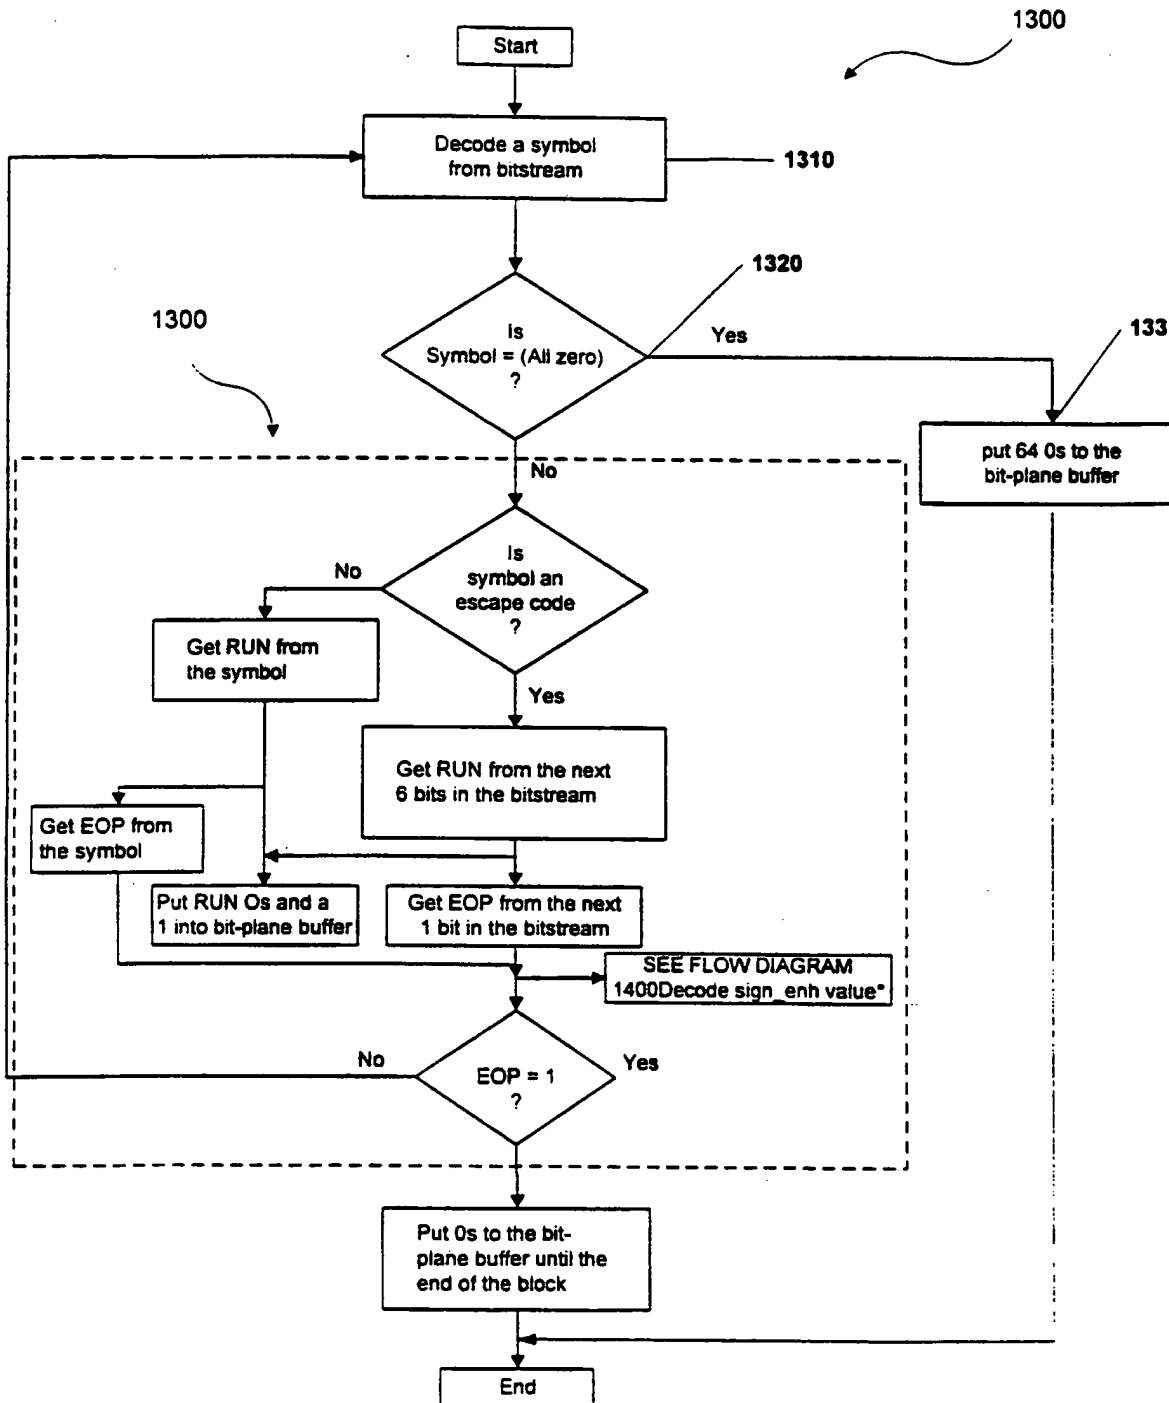 1300
Start
Decode a symbol
from bitstream
1310
1320
Is
Symbol = (All zero)
?
Yes
133
1300
put 64 0s to the
bit-plane buffer
No
Is
symbol an
escape code
?
No
Get RUN from
the symbol
Yes
Get RUN from the next
6 bits in the bitstream
Get EOP from
the symbol
Put RUN 0s and a
1 into bit-plane buffer
Get EOP from the next
1 bit in the bitstream
SEE FLOW DIAGRAM
1400Decode sign_enh value"
No
Yes
EOP = 1
?
Put 0s to the bit-
plane buffer until the
end of the block
End